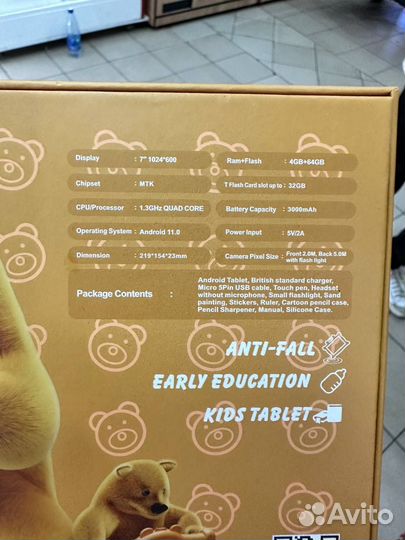 Display : 7" 1024*600 Ram+Flash : 4GB+64GB
Chipset : MTK T Flash Card slot up to : 32GB
CPU/Processor : 1.3GHz QUAD CORE Battery Capacity : 3000mAh
Operating System : Android 11.0 Power Input : 5V/2A
Dimension : 219*154*23mm Camera Pixel Size : Front 2.0M, Back 5.0M
with flash light
Package Contents : Android Tablet, British standard charger,
Micro 5Pin USB cable, Touch pen, Headset
without microphone, Small flashlight, Sand
painting, Stickers, Ruler, Cartoon pencil case,
Pencil Sharpener, Manual, Silicone Case.
ANTI-FALL
EARLY EDUCATION
KIDS TABLET
Avito